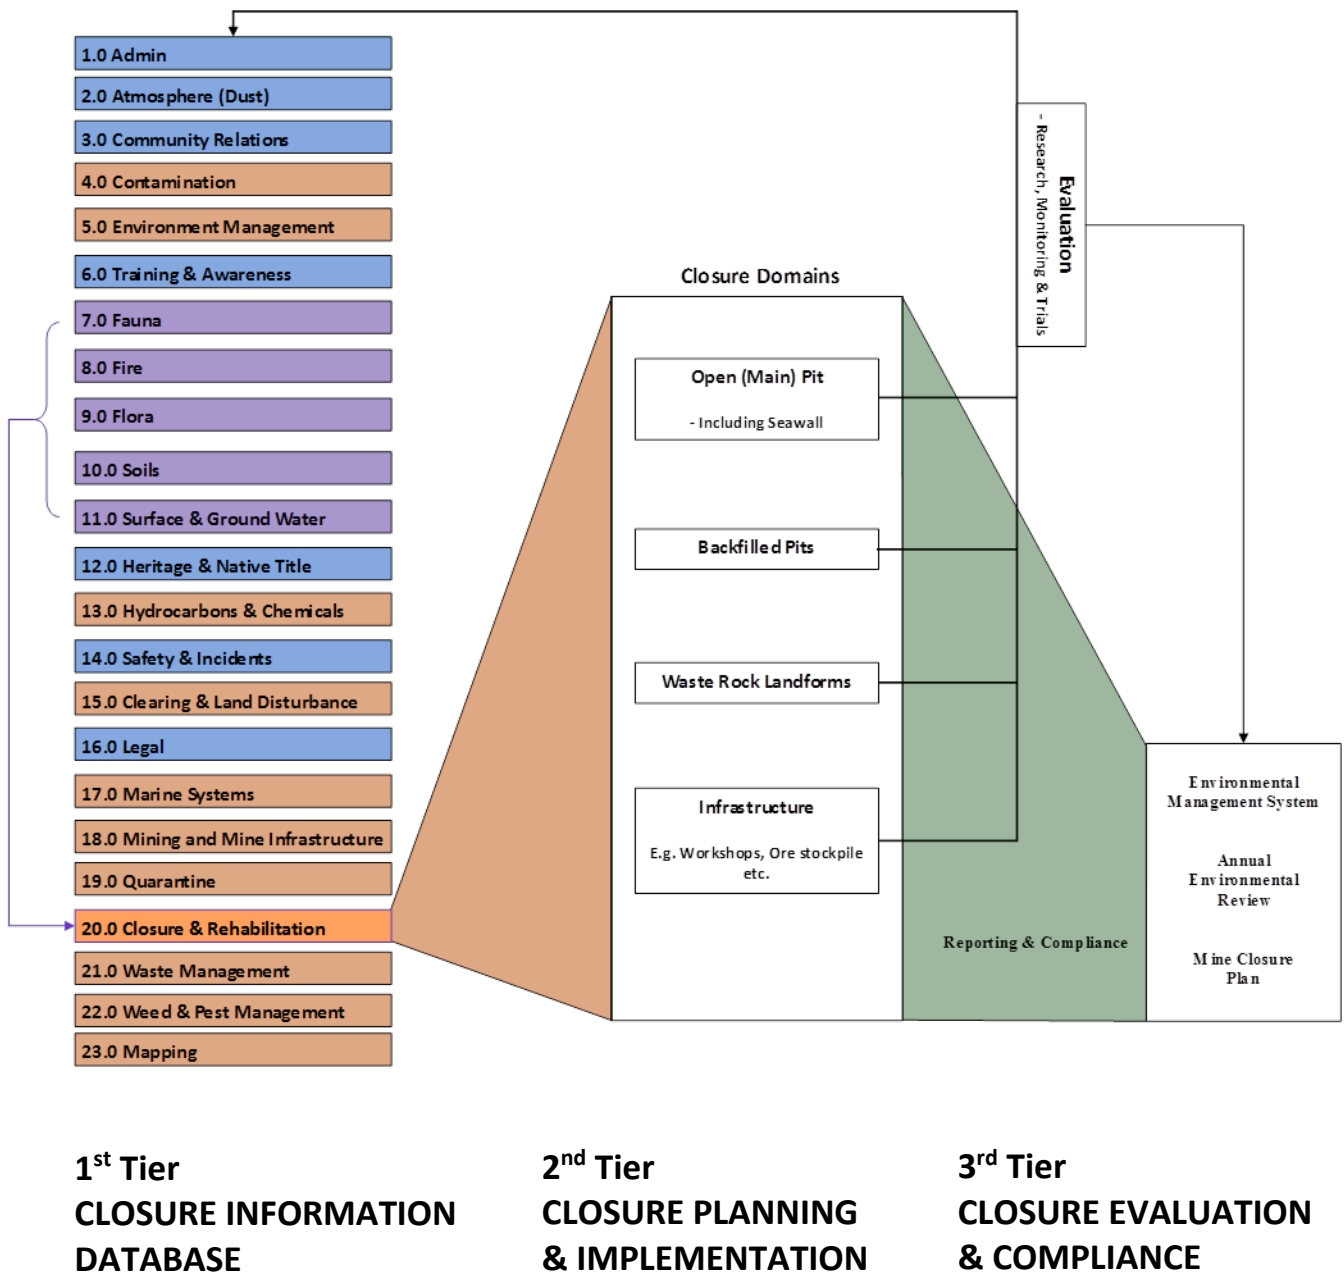 1.0 Admin
2.0 Atmosphere (Dust)
3.0 Community Relations
4.0 Contamination
5.0 Environment Management
6.0 Training & Awareness
7.0 Fauna
8.0 Fire
9.0 Flora
10.0 Soils
11.0 Surface & Ground Water
12.0 Heritage & Native Title
13.0 Hydrocarbons & Chemicals
14.0 Safety & Incidents
15.0 Clearing & Land Disturbance
16.0 Legal
17.0 Marine Systems
18.0 Mining and Mine Infrastructure
19.0 Quarantine
20.0 Closure & Rehabilitation
21.0 Waste Management
22.0 Weed & Pest Management
23.0 Mapping
Closure Domains
Open (Main) Pit
- Including Seawall
Backfilled Pits
Waste Rock Landforms
Infrastructure
E.g. Workshops, Ore stockpile
etc.
Evaluation
- Research, Monitoring & Trials
Reporting & Compliance
Environmental
Management System
Annual
Environmental
Review
Mine Closure
Plan
1st Tier
CLOSURE INFORMATION
DATABASE
2nd Tier
CLOSURE PLANNING
& IMPLEMENTATION
3rd Tier
CLOSURE EVALUATION
& COMPLIANCE